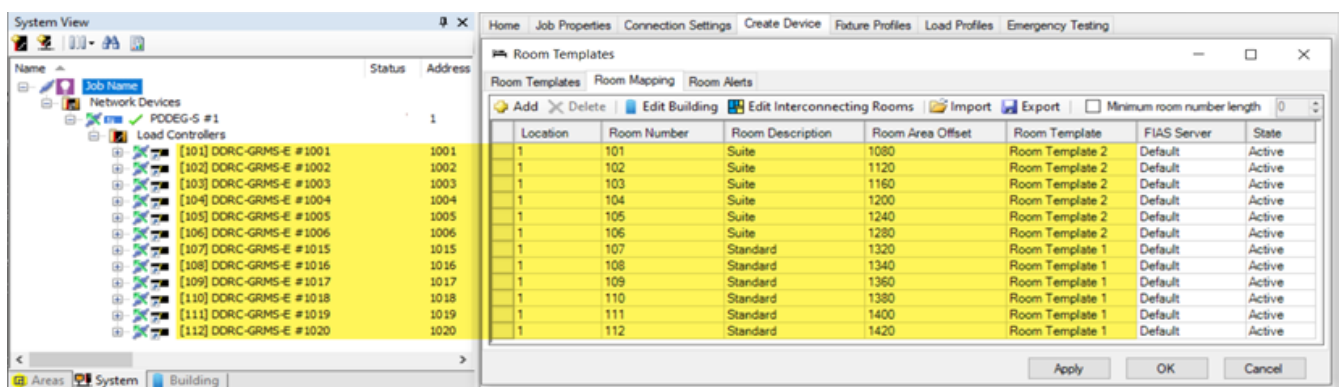 System View
Name Status Address
Job Name
Network Devices
PDDEG-S #1 1
Load Controllers
[101] DDRC-GRMS-E #1001 1001
[102] DDRC-GRMS-E #1002 1002
[103] DDRC-GRMS-E #1003 1003
[104] DDRC-GRMS-E #1004 1004
[105] DDRC-GRMS-E #1005 1005
[106] DDRC-GRMS-E #1006 1006
[107] DDRC-GRMS-E #1015 1015
[108] DDRC-GRMS-E #1016 1016
[109] DDRC-GRMS-E #1017 1017
[110] DDRC-GRMS-E #1018 1018
[111] DDRC-GRMS-E #1019 1019
[112] DDRC-GRMS-E #1020 1020
Areas System Building
Home Job Properties Connection Settings Create Device Fixture Profiles Load Profiles Emergency Testing
Room Templates
Room Templates Room Mapping Room Alerts
Add Delete Edit Building Edit Interconnecting Rooms Import Export Minimum room number length 0
Location Room Number Room Description Room Area Offset Room Template FIAS Server State
1 101 Suite 1080 Room Template 2 Default Active
1 102 Suite 1120 Room Template 2 Default Active
1 103 Suite 1160 Room Template 2 Default Active
1 104 Suite 1200 Room Template 2 Default Active
1 105 Suite 1240 Room Template 2 Default Active
1 106 Suite 1280 Room Template 2 Default Active
1 107 Standard 1320 Room Template 1 Default Active
1 108 Standard 1340 Room Template 1 Default Active
1 109 Standard 1360 Room Template 1 Default Active
1 110 Standard 1380 Room Template 1 Default Active
1 111 Standard 1400 Room Template 1 Default Active
1 112 Standard 1420 Room Template 1 Default Active
Apply OK Cancel